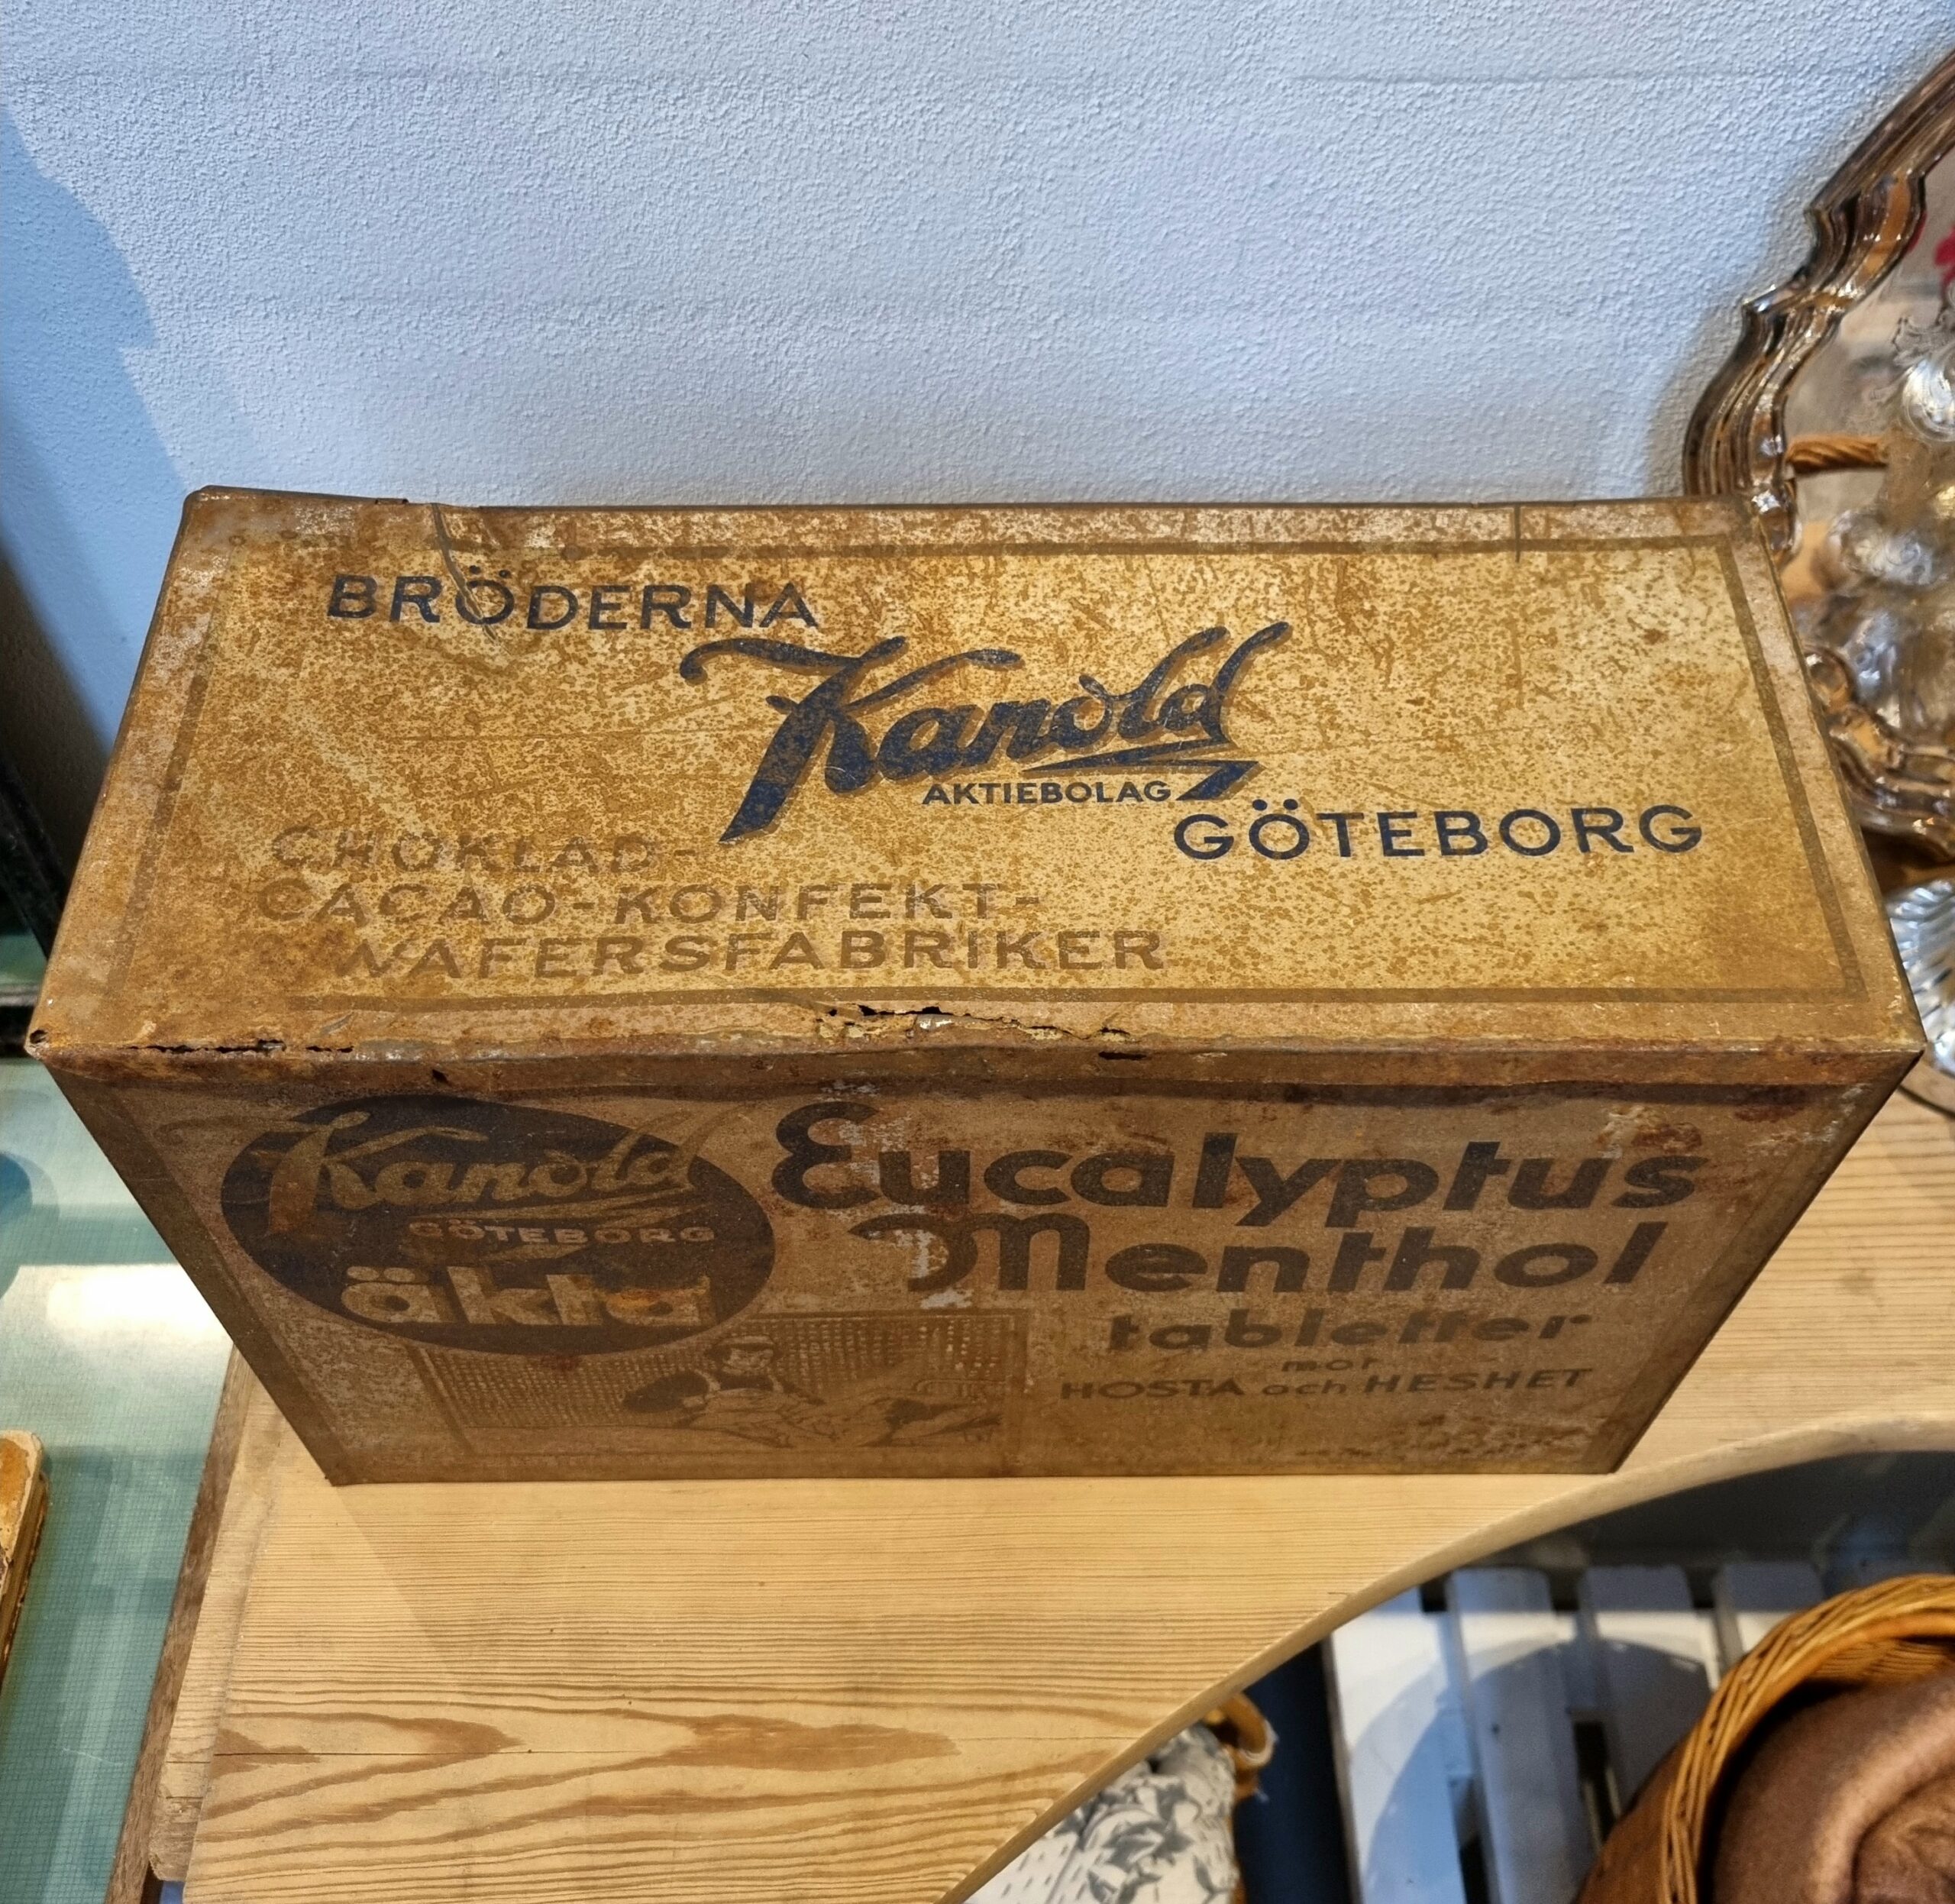 BRÖDERNA
Kanold
AKTIEBOLAG
GÖTEBORG
CHOKLAD-
CACAO-KONFEKT-
WAFERSFABRIKER
Kanold
GÖTEBORG
äkta
Eucalyptus
Menthol
tabletter
mot
HOSTA och HESHET